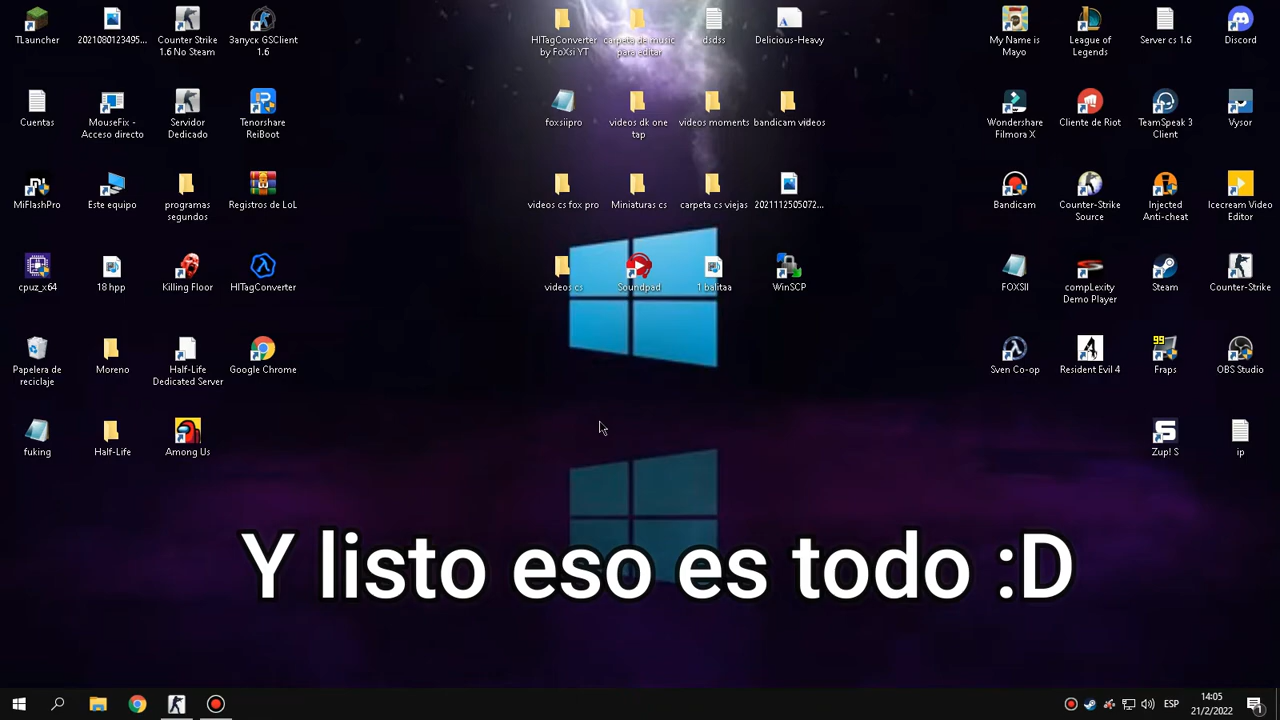 TLauncher
2021080123495...
Counter Strike
1.6 No Steam
Запуск GSClient
1.6
HITagConverter
by FoXsi YT
carpeta de music
para editar
dsdss
Delicious-Heavy
My Name is
Mayo
League of
Legends
Server cs 1.6
Discord
Cuentas
MouseFix -
Acceso directo
Servidor
Dedicado
Tenorshare
ReiBoot
foxsiipro
videos dk one
tap
videos moments
bandicam videos
Wondershare
Filmora X
Cliente de Riot
TeamSpeak 3
Client
Vysor
MiFlashPro
Este equipo
programas
segundos
Registros de LoL
videos cs fox pro
Miniaturas cs
carpeta cs viejas
2021112505072...
Bandicam
Counter-Strike
Source
Injected
Anti-cheat
Icecream Video
Editor
cpuz_x64
18 hpp
Killing Floor
HITagConverter
videos cs
Soundpad
1 balitaa
WinSCP
FOXSII
compLexity
Demo Player
Steam
Counter-Strike
Papelera de
reciclaje
Moreno
Half-Life
Dedicated Server
Google Chrome
Sven Co-op
Resident Evil 4
99
Fraps
OBS Studio
fuking
Half-Life
Among Us
Zup! S
ip
Y listo eso es todo :D
ESP
14:05
21/2/2022
1